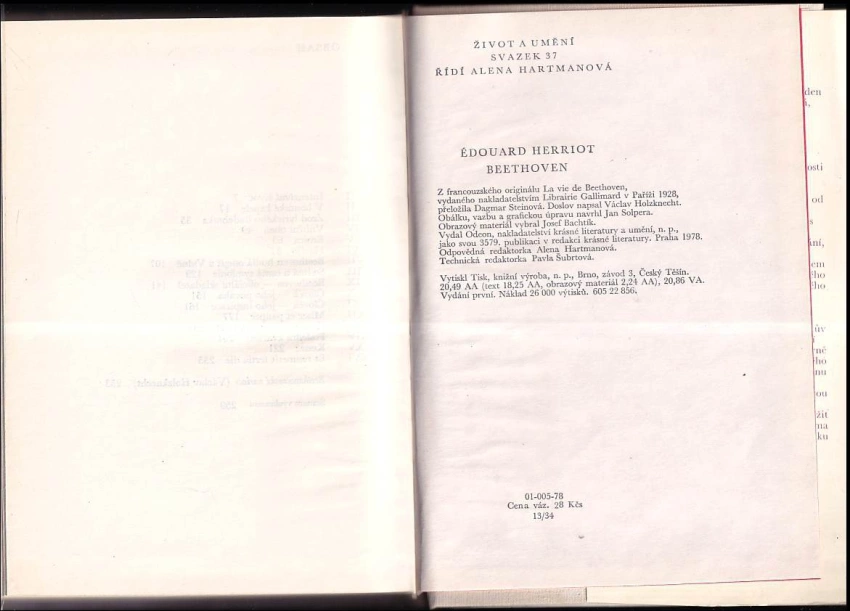 ŽIVOT A UMĚNÍ
SVAZEK 37
ŘÍDÍ ALENA HARTMANOVÁ
ÉDOUARD HERRIOT
BEETHOVEN
Z francouzského originálu La vie de Beethoven,
vydaného nakladatelstvím Librairie Gallimard v Paříži 1928,
přeložila Dagmar Steinová. Doslov napsal Václav Holzknecht.
Obálku, vazbu a grafickou úpravu navrhl Jan Solpera.
Obrazový materiál vybral Josef Bachtík.
Vydal Odeon, nakladatelství krásné literatury a umění, n. p.,
jako svou 3579. publikaci v redakci krásné literatury. Praha 1978.
Odpovědná redaktorka Alena Hartmanová.
Technická redaktorka Pavla Šubrtová.
Vytiskl Tisk, knižní výroba, n. p., Brno, závod 3, Český Těšín.
20,49 AA (text 18,25 AA, obrazový materiál 2,24 AA), 20,86 VA.
Vydání první. Náklad 26 000 výtisků. 605 22 856.
01-005-78
Cena váz. 28 Kčs
13/34